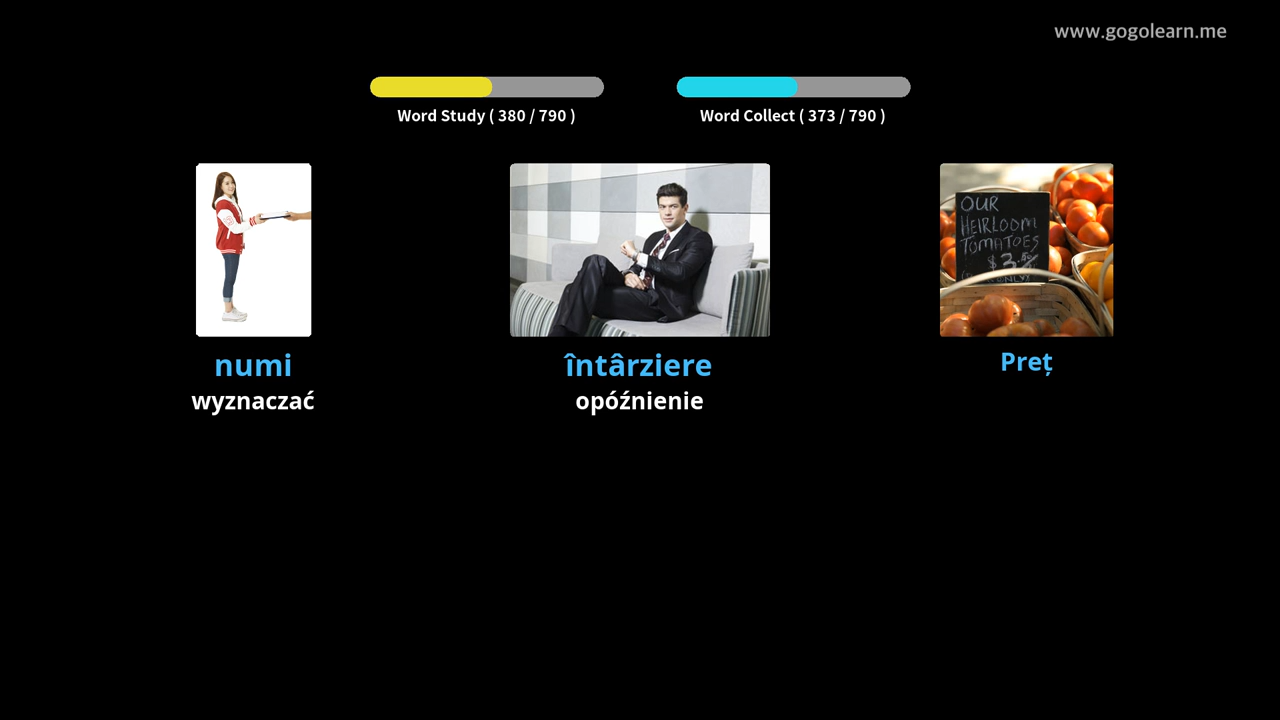 www.gogolearn.me
Word Study ( 380 / 790 )
Word Collect ( 373 / 790 )
OUR
HEIRLOOM
TOMATOES
$3.
numi
wyznaczać
întârziere
opóźnienie
Preț